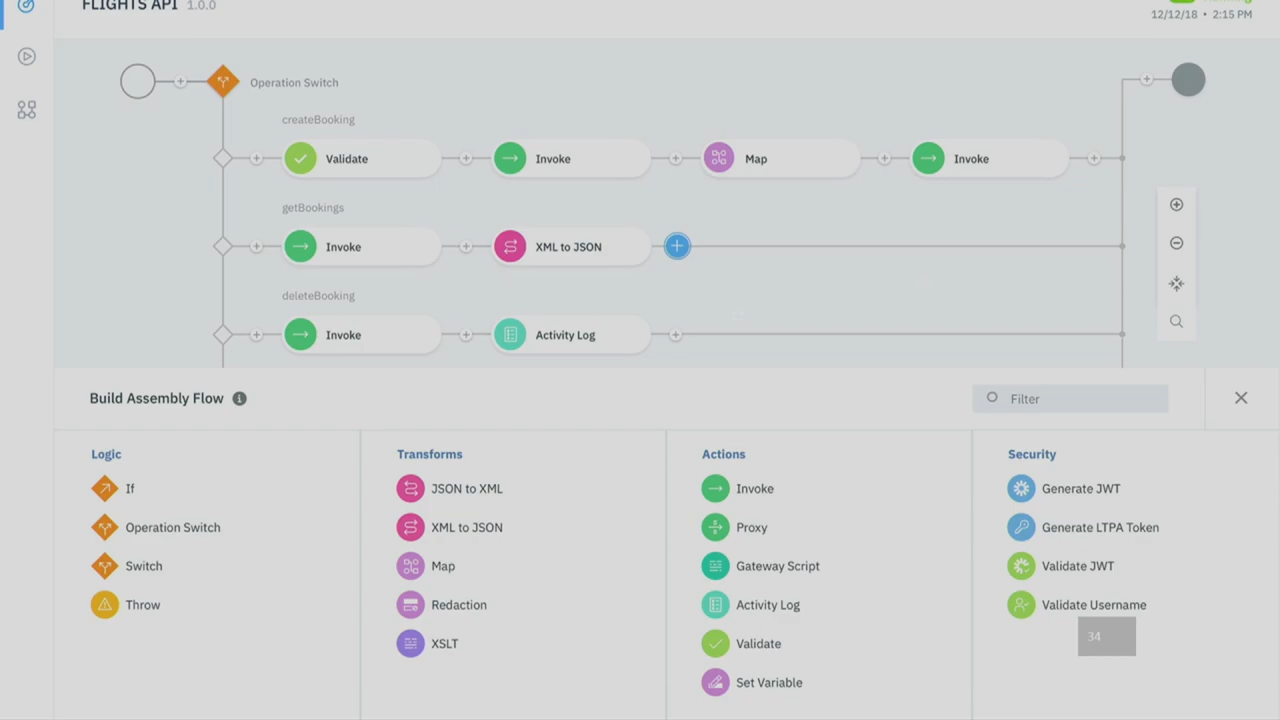 FLIGHTS API 1.0.0
12/12/18 • 2:15 PM
Operation Switch
createBooking
Validate Invoke Map Invoke
getBookings
Invoke XML to JSON
deleteBooking
Invoke Activity Log
Build Assembly Flow
Filter
Logic
If
Operation Switch
Switch
Throw
Transforms
JSON to XML
XML to JSON
Map
Redaction
XSLT
Actions
Invoke
Proxy
Gateway Script
Activity Log
Validate
Set Variable
Security
Generate JWT
Generate LTPA Token
Validate JWT
Validate Username
34